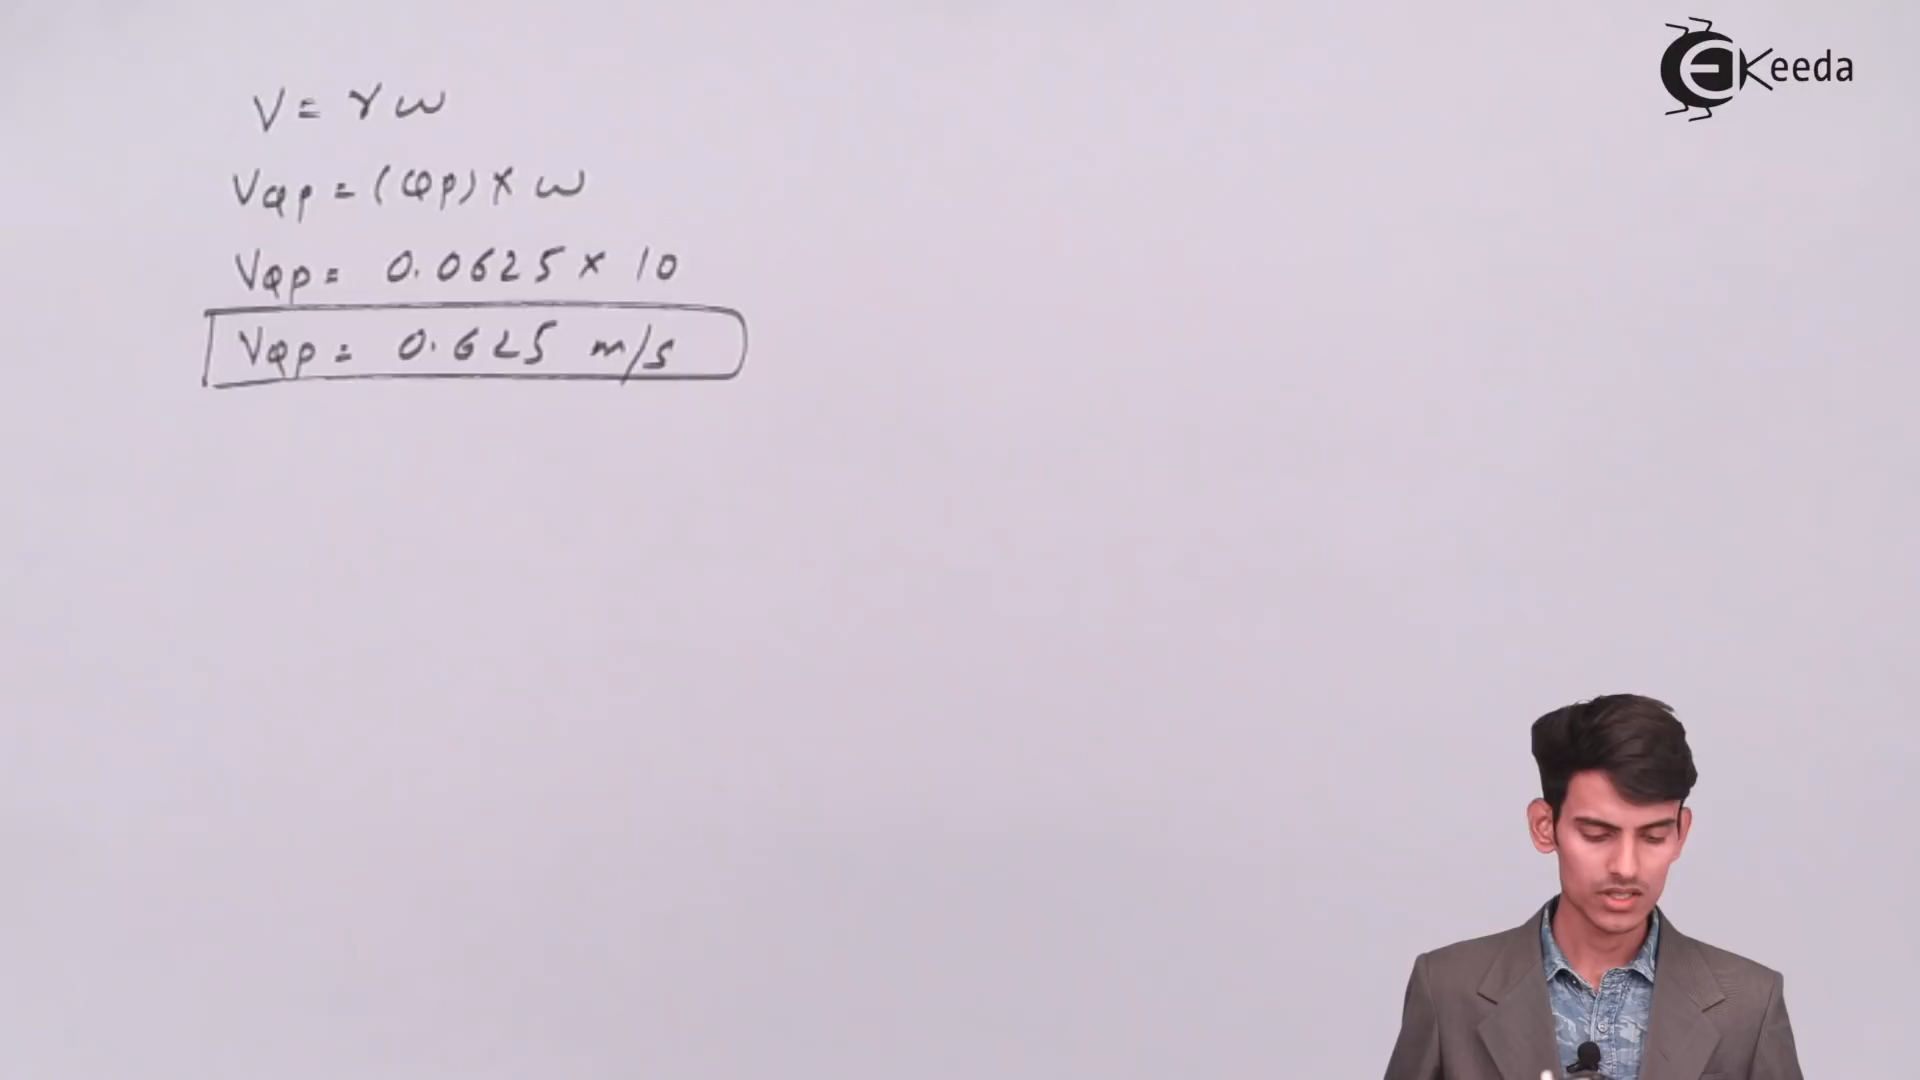 V = rω
VQP = (QP) × ω
VQP = 0.0625 × 10
VQP = 0.625 m/s
EKeeda